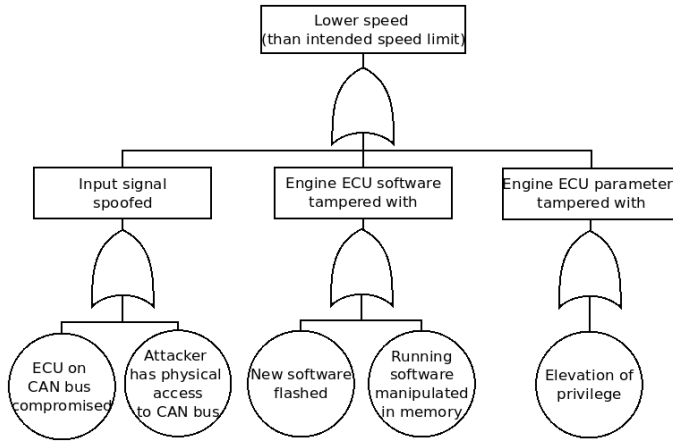 Lower speed
(than intended speed limit)
Input signal
spoofed
Engine ECU software
tampered with
Engine ECU parameter
tampered with
ECU on
CAN bus
compromised
Attacker
has physical
access
to CAN bus
New software
flashed
Running
software
manipulated
in memory
Elevation of
privilege